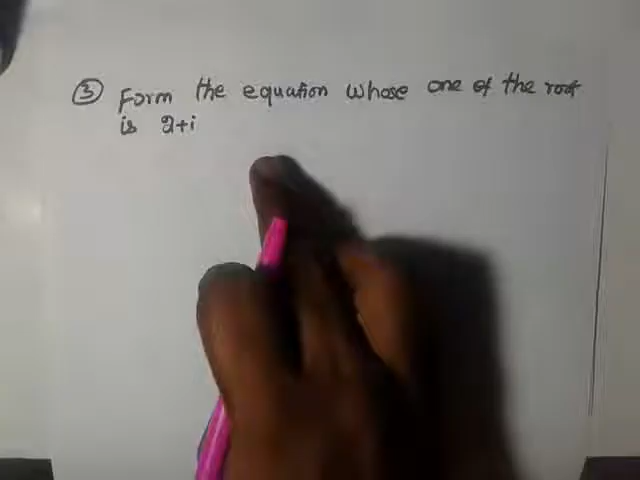 ③ Form the equation whose one of the root
is 2+i